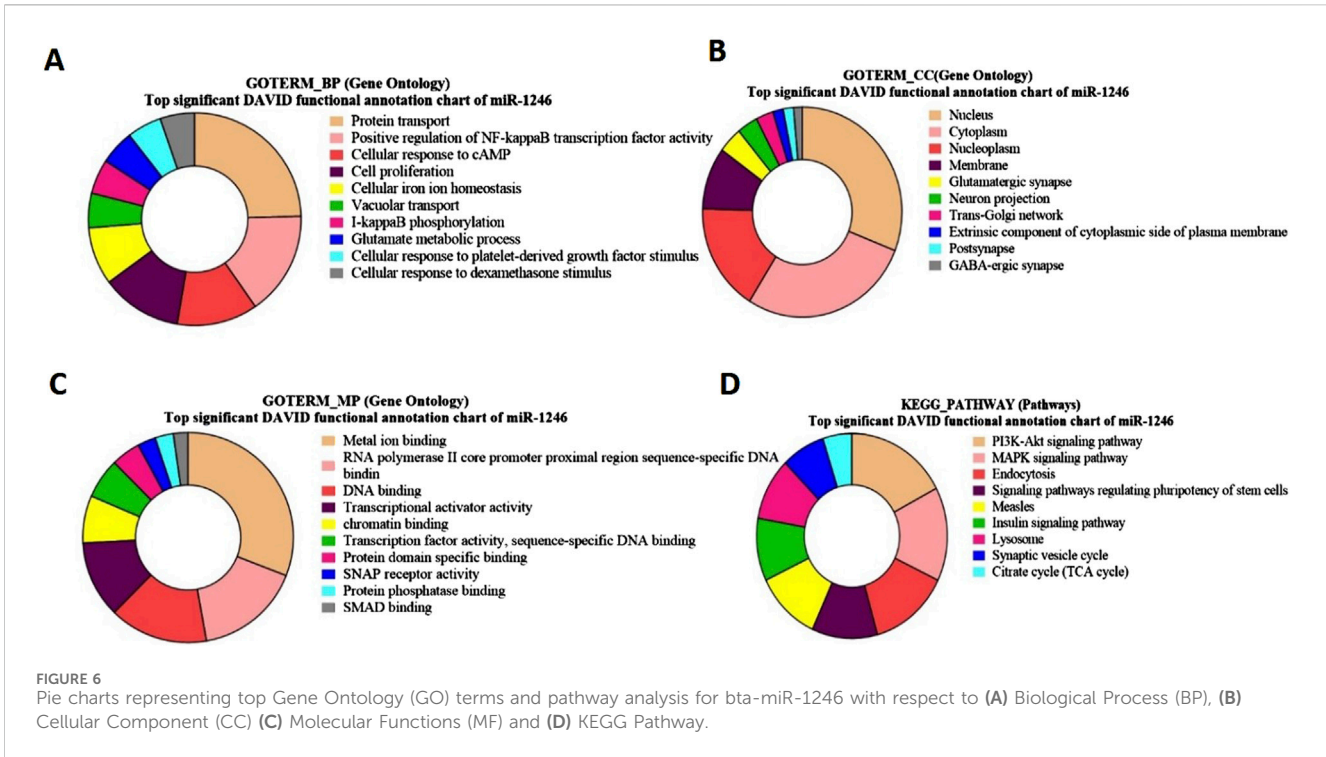 A
GOTERM_BP (Gene Ontology)
Top significant DAVID functional annotation chart of miR-1246
Protein transport
Positive regulation of NF-kappaB transcription factor activity
Cellular response to cAMP
Cell proliferation
Cellular iron ion homeostasis
Vacuolar transport
I-kappaB phosphorylation
Glutamate metabolic process
Cellular response to platelet-derived growth factor stimulus
Cellular response to dexamethasone stimulus
B
GOTERM_CC(Gene Ontology)
Top significant DAVID functional annotation chart of miR-1246
Nucleus
Cytoplasm
Nucleoplasm
Membrane
Glutamatergic synapse
Neuron projection
Trans-Golgi network
Extrinsic component of cytoplasmic side of plasma membrane
Postsynapse
GABA-ergic synapse
C
GOTERM_MP (Gene Ontology)
Top significant DAVID functional annotation chart of miR-1246
Metal ion binding
RNA polymerase II core promoter proximal region sequence-specific DNA
bindin
DNA binding
Transcriptional activator activity
chromatin binding
Transcription factor activity, sequence-specific DNA binding
Protein domain specific binding
SNAP receptor activity
Protein phosphatase binding
SMAD binding
D
KEGG_PATHWAY (Pathways)
Top significant DAVID functional annotation chart of miR-1246
PI3K-Akt signaling pathway
MAPK signaling pathway
Endocytosis
Signaling pathways regulating pluripotency of stem cells
Measles
Insulin signaling pathway
Lysosome
Synaptic vesicle cycle
Citrate cycle (TCA cycle)
FIGURE 6
Pie charts representing top Gene Ontology (GO) terms and pathway analysis for bta-miR-1246 with respect to (A) Biological Process (BP), (B)
Cellular Component (CC) (C) Molecular Functions (MF) and (D) KEGG Pathway.